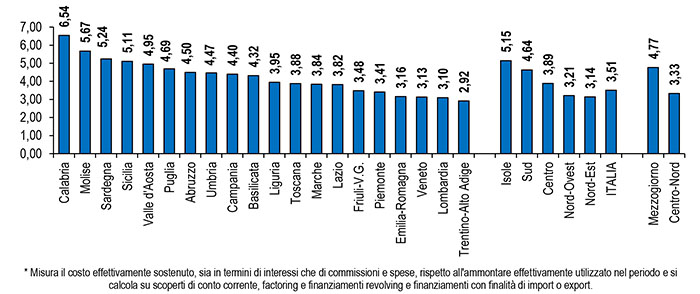 7,00
6,00
5,00
4,00
3,00
2,00
1,00
0,00
6,54
5,67
5,24
5,11
4,95
4,69
4,50
4,47
4,40
4,32
3,95
3,88
3,84
3,82
3,48
3,41
3,16
3,13
3,10
2,92
5,15
4,64
3,89
3,21
3,14
3,51
4,77
3,33
Calabria
Molise
Sardegna
Sicilia
Valle d'Aosta
Puglia
Abruzzo
Umbria
Campania
Basilicata
Liguria
Toscana
Marche
Lazio
Friuli-V.G.
Piemonte
Emilia-Romagna
Veneto
Lombardia
Trentino-Alto Adige
Isole
Sud
Centro
Nord-Ovest
Nord-Est
ITALIA
Mezzogiorno
Centro-Nord
* Misura il costo effettivamente sostenuto, sia in termini di interessi che di commissioni e spese, rispetto all'ammontare effettivamente utilizzato nel periodo e si
calcola su scoperti di conto corrente, factoring e finanziamenti revolving e finanziamenti con finalità di import o export.